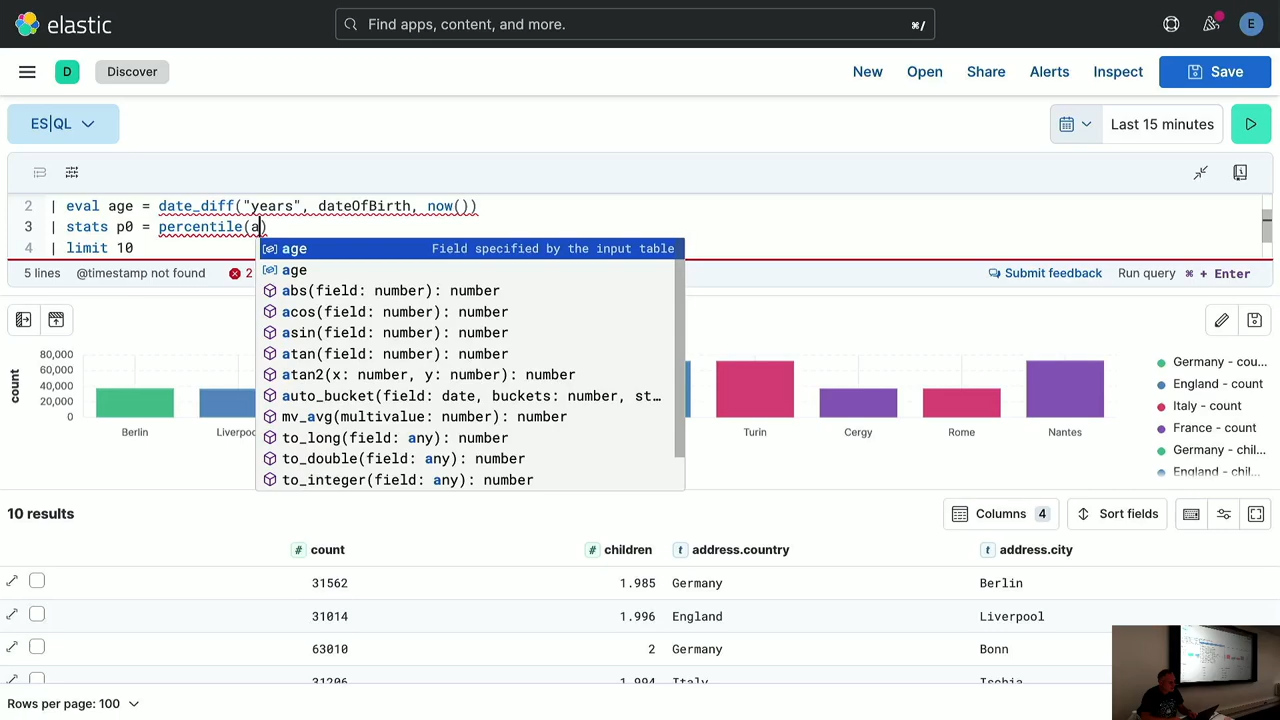 elastic
Find apps, content, and more.
⌘/
E
D
Discover
New
Open
Share
Alerts
Inspect
Save
ES|QL
Last 15 minutes
2 | eval age = date_diff("years", dateOfBirth, now())
3 | stats p0 = percentile(a)
4 | limit 10
age Field specified by the input table
age
abs(field: number): number
acos(field: number): number
asin(field: number): number
atan(field: number): number
atan2(x: number, y: number): number
auto_bucket(field: date, buckets: number, st…
mv_avg(multivalue: number): number
to_long(field: any): number
to_double(field: any): number
to_integer(field: any): number
5 lines
@timestamp not found
2
Submit feedback
Run query ⌘ + Enter
80,000
60,000
40,000
20,000
0
count
Berlin
Turin
Cergy
Rome
Nantes
Germany - cou...
England - count
Italy - count
France - count
Germany - chil...
England - chil...
10 results
Columns 4
Sort fields
# count
# children
t address.country
t address.city
31562 1.985 Germany Berlin
31014 1.996 England Liverpool
63010 2 Germany Bonn
31206 1.994 Italy Ischia
Rows per page: 100